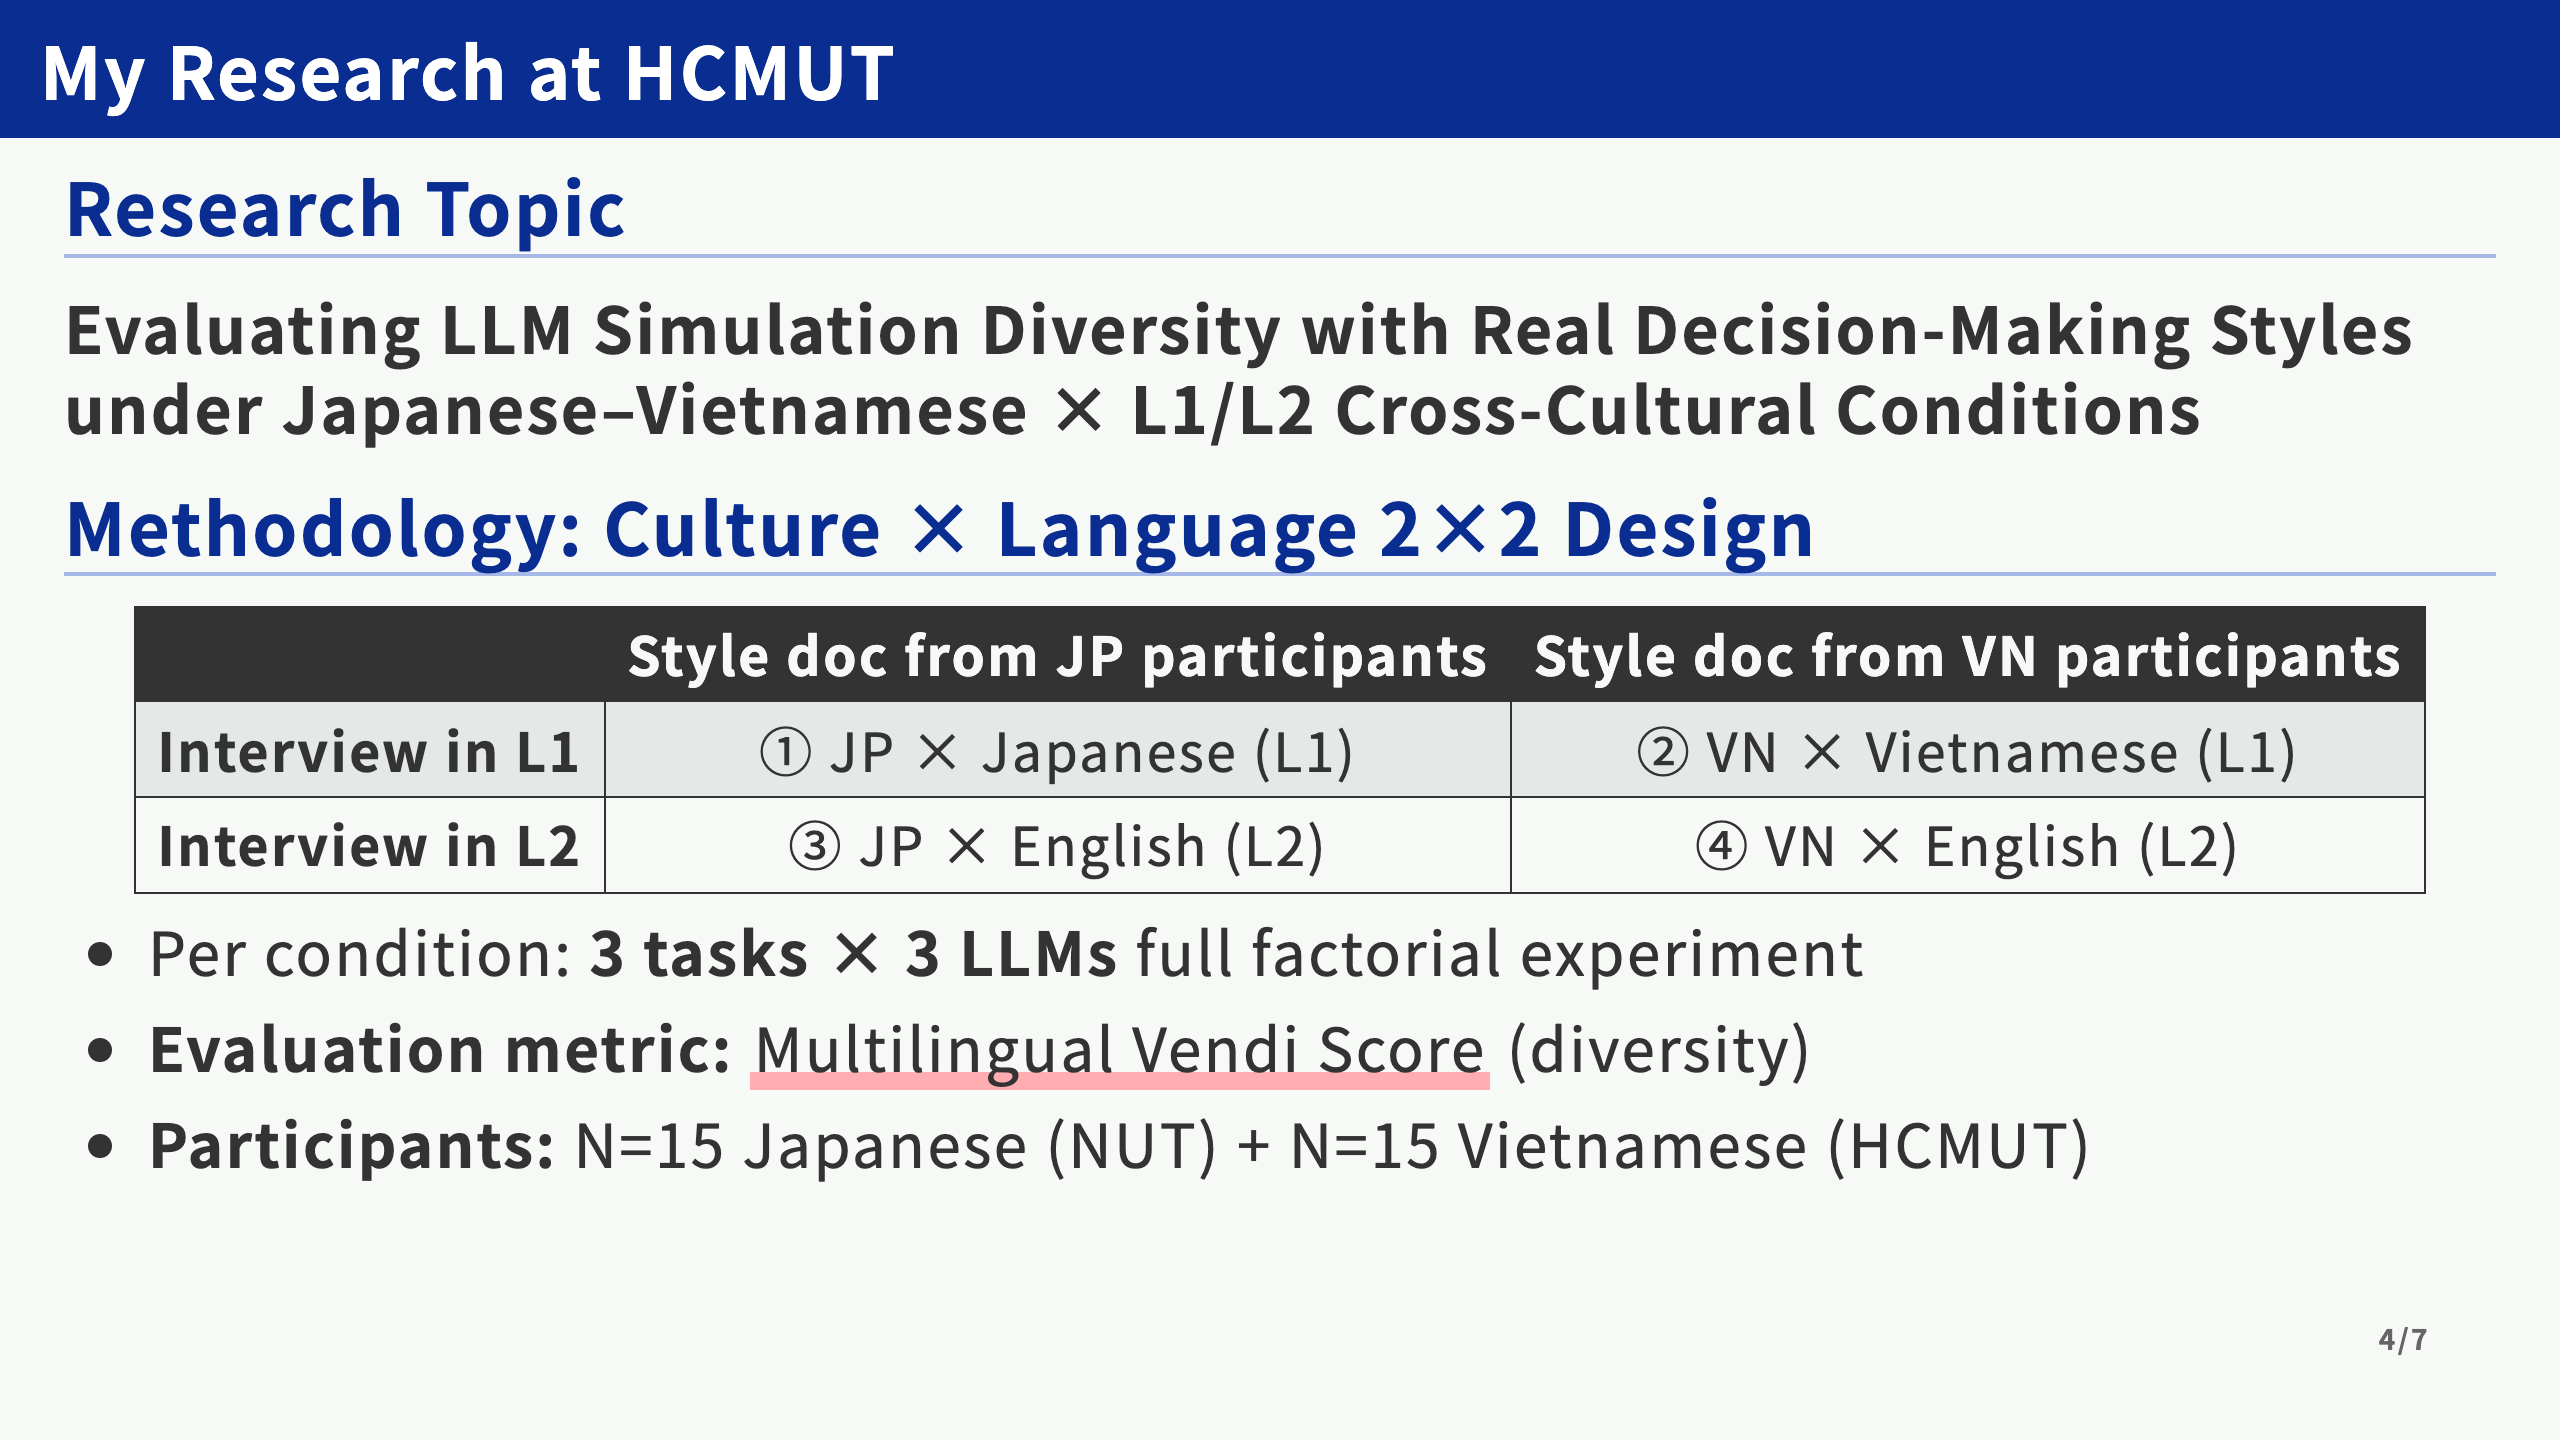 My Research at HCMUT
Research Topic
Evaluating LLM Simulation Diversity with Real Decision-Making Styles
under Japanese–Vietnamese × L1/L2 Cross-Cultural Conditions
Methodology: Culture × Language 2×2 Design
Style doc from JP participants Style doc from VN participants
Interview in L1 ① JP × Japanese (L1) ② VN × Vietnamese (L1)
Interview in L2 ③ JP × English (L2) ④ VN × English (L2)
• Per condition: 3 tasks × 3 LLMs full factorial experiment
• Evaluation metric: Multilingual Vendi Score (diversity)
• Participants: N=15 Japanese (NUT) + N=15 Vietnamese (HCMUT)
4/7